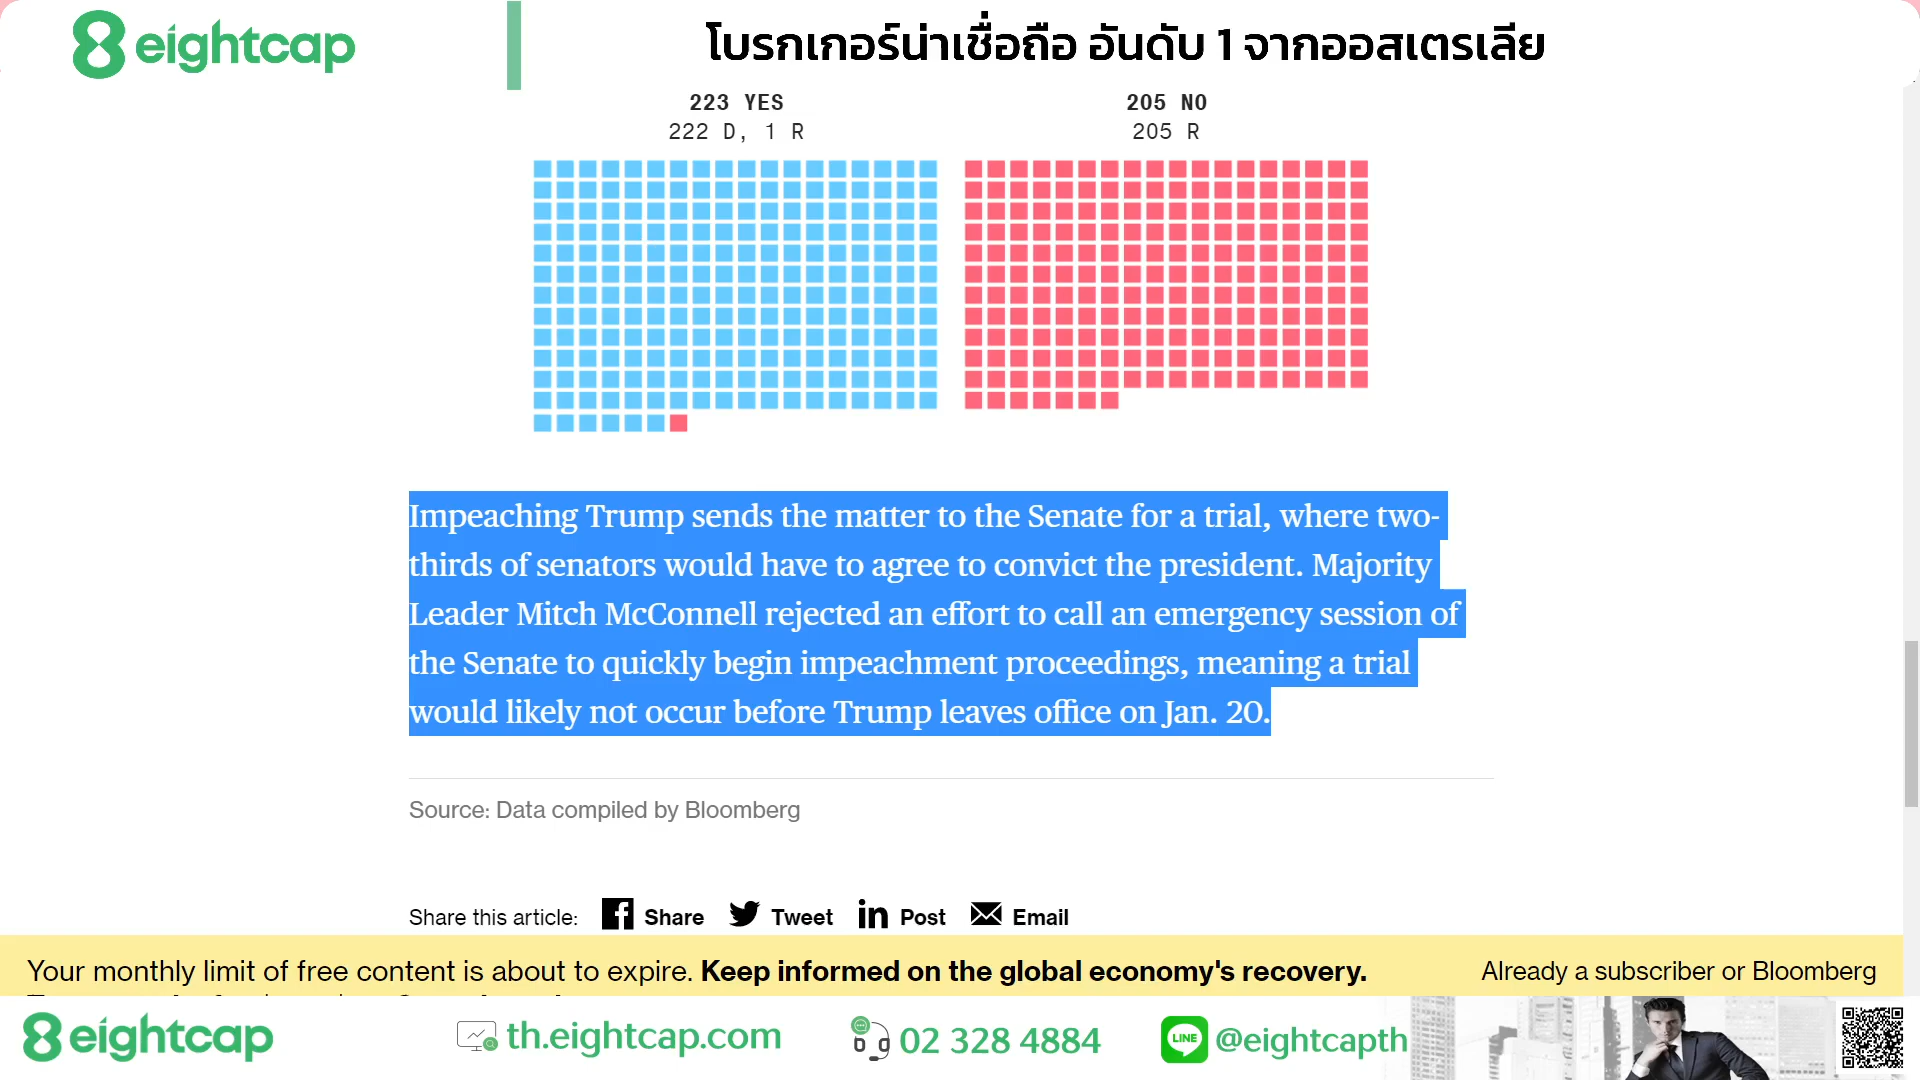 eightcap
โบรกเกอร์น่าเชื่อถือ อันดับ 1 จากออสเตรเลีย
223 YES
222 D, 1 R
205 NO
205 R
Impeaching Trump sends the matter to the Senate for a trial, where two-
thirds of senators would have to agree to convict the president. Majority
Leader Mitch McConnell rejected an effort to call an emergency session of
the Senate to quickly begin impeachment proceedings, meaning a trial
would likely not occur before Trump leaves office on Jan. 20.
Source: Data compiled by Bloomberg
Share this article: Share Tweet Post Email
Your monthly limit of free content is about to expire. Keep informed on the global economy's recovery.
Already a subscriber or Bloomberg
eightcap
th.eightcap.com
02 328 4884
LINE
@eightcapth